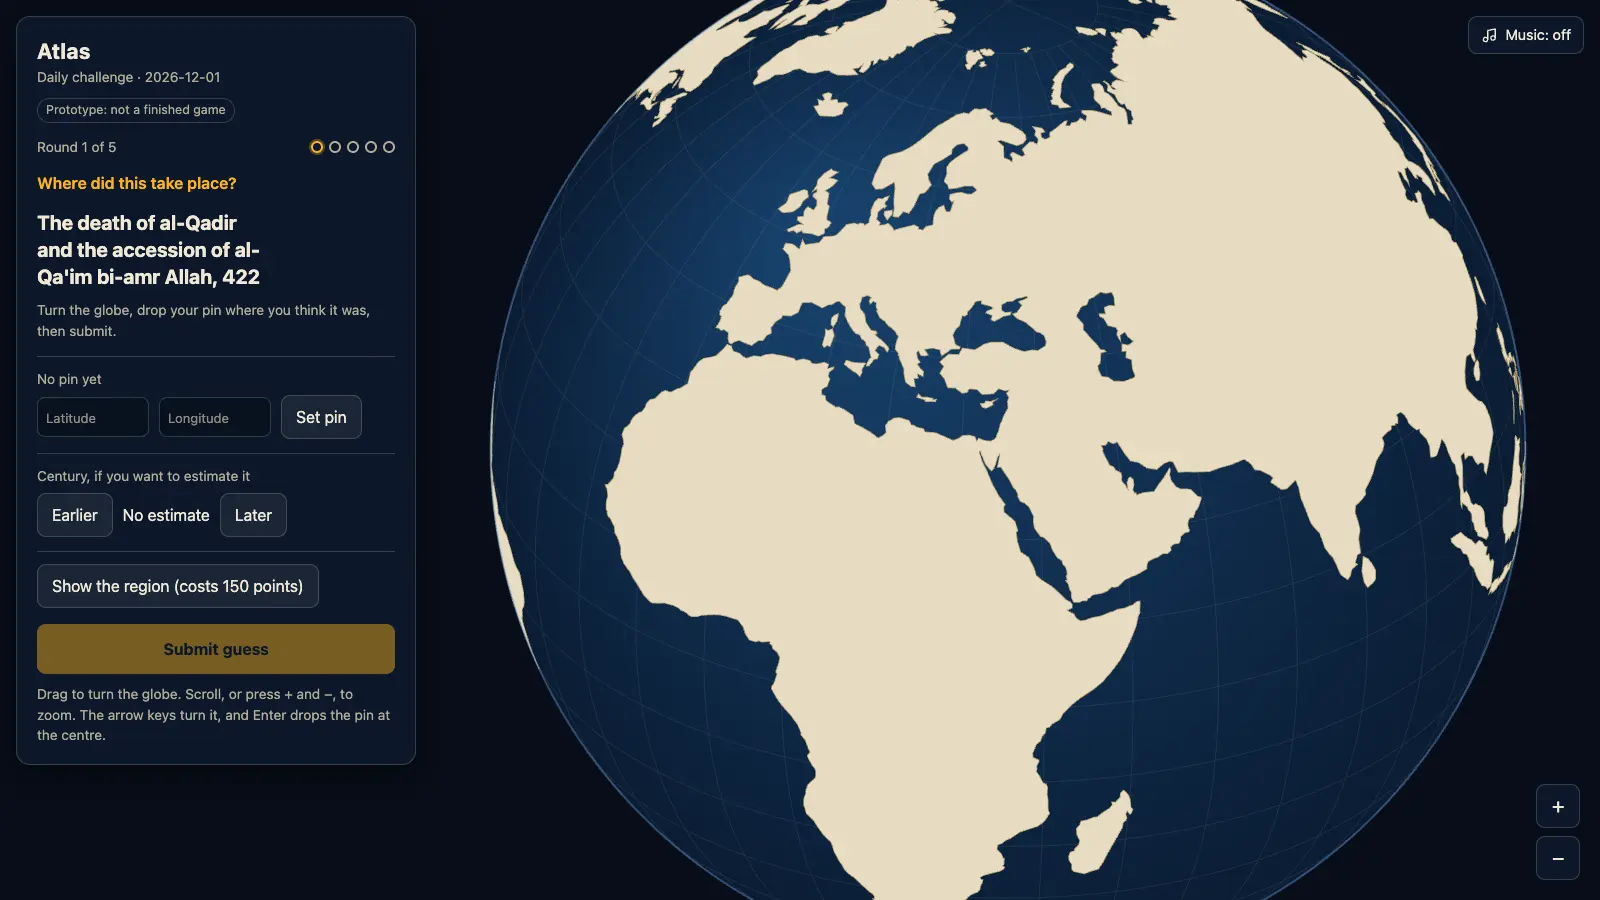 Atlas
Daily challenge · 2026-12-01
Prototype: not a finished game
Round 1 of 5
Where did this take place?
The death of al-Qadir
and the accession of al-
Qa'im bi-amr Allah, 422
Turn the globe, drop your pin where you think it was,
then submit.
No pin yet
Latitude
Longitude
Set pin
Century, if you want to estimate it
Earlier
No estimate
Later
Show the region (costs 150 points)
Submit guess
Drag to turn the globe. Scroll, or press + and −, to
zoom. The arrow keys turn it, and Enter drops the pin at
the centre.
Music: off
+
−